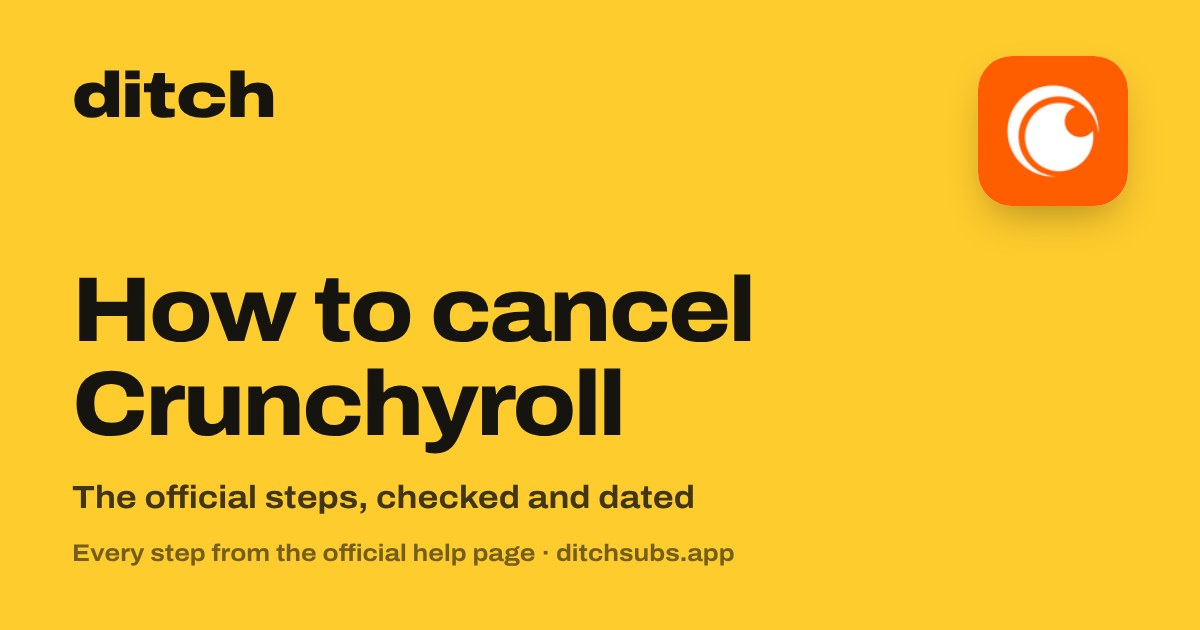 ditch
How to cancel
Crunchyroll
The official steps, checked and dated
Every step from the official help page · ditchsubs.app